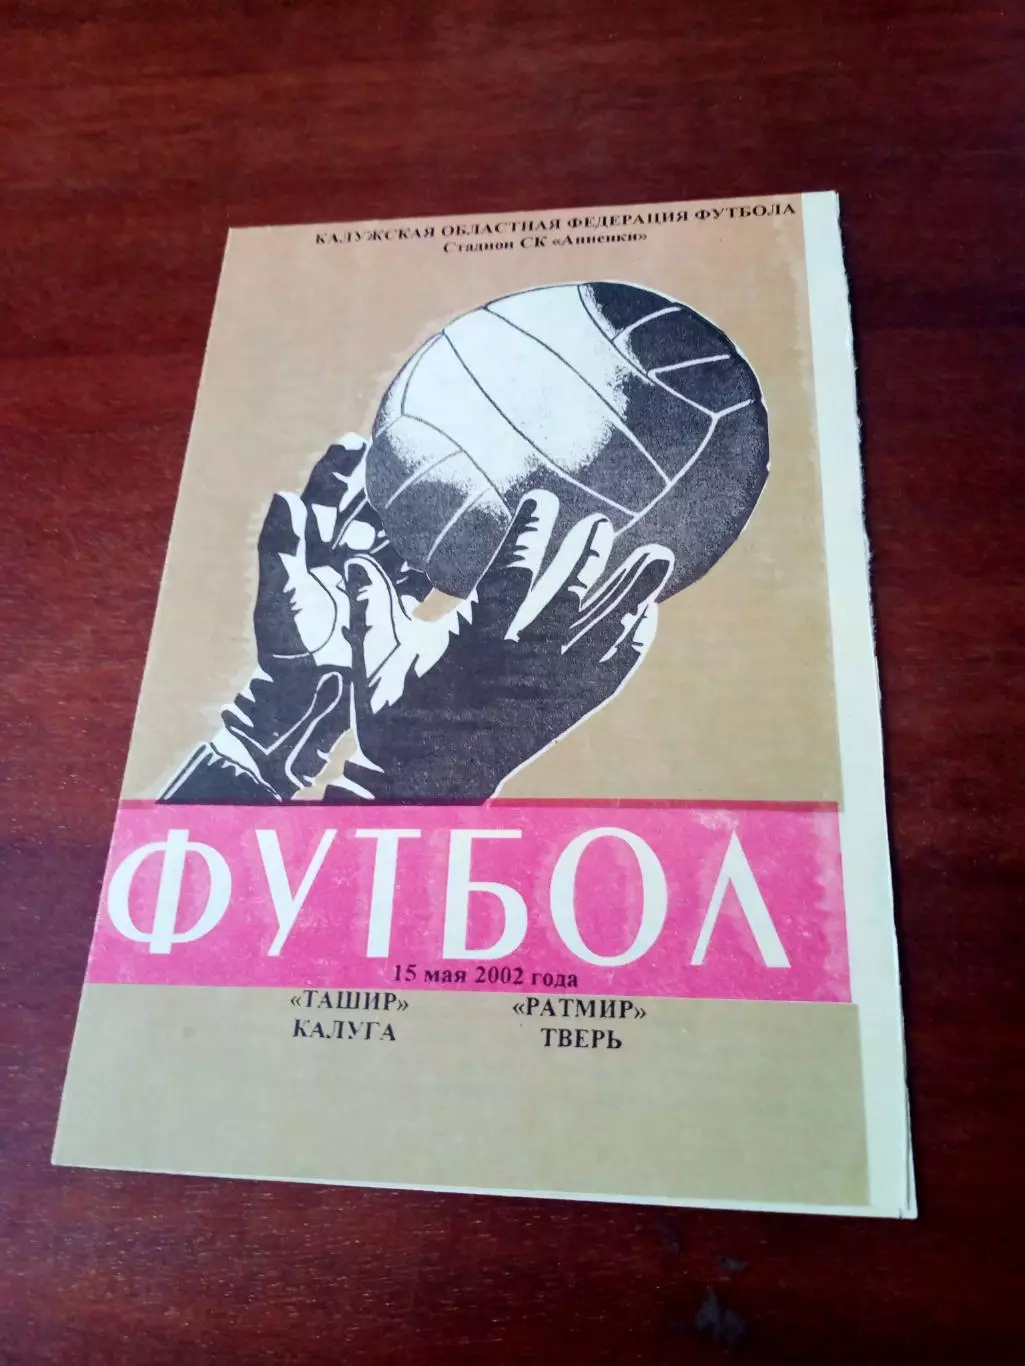 КАЛУЖСКАЯ ОБЛАСТНАЯ ФЕДЕРАЦИЯ ФУТБОЛА
Стадион СК «Анненки»
ФУТБОЛ
15 мая 2002 года
«ТАШИР» «РАТМИР»
КАЛУГА ТВЕРЬ